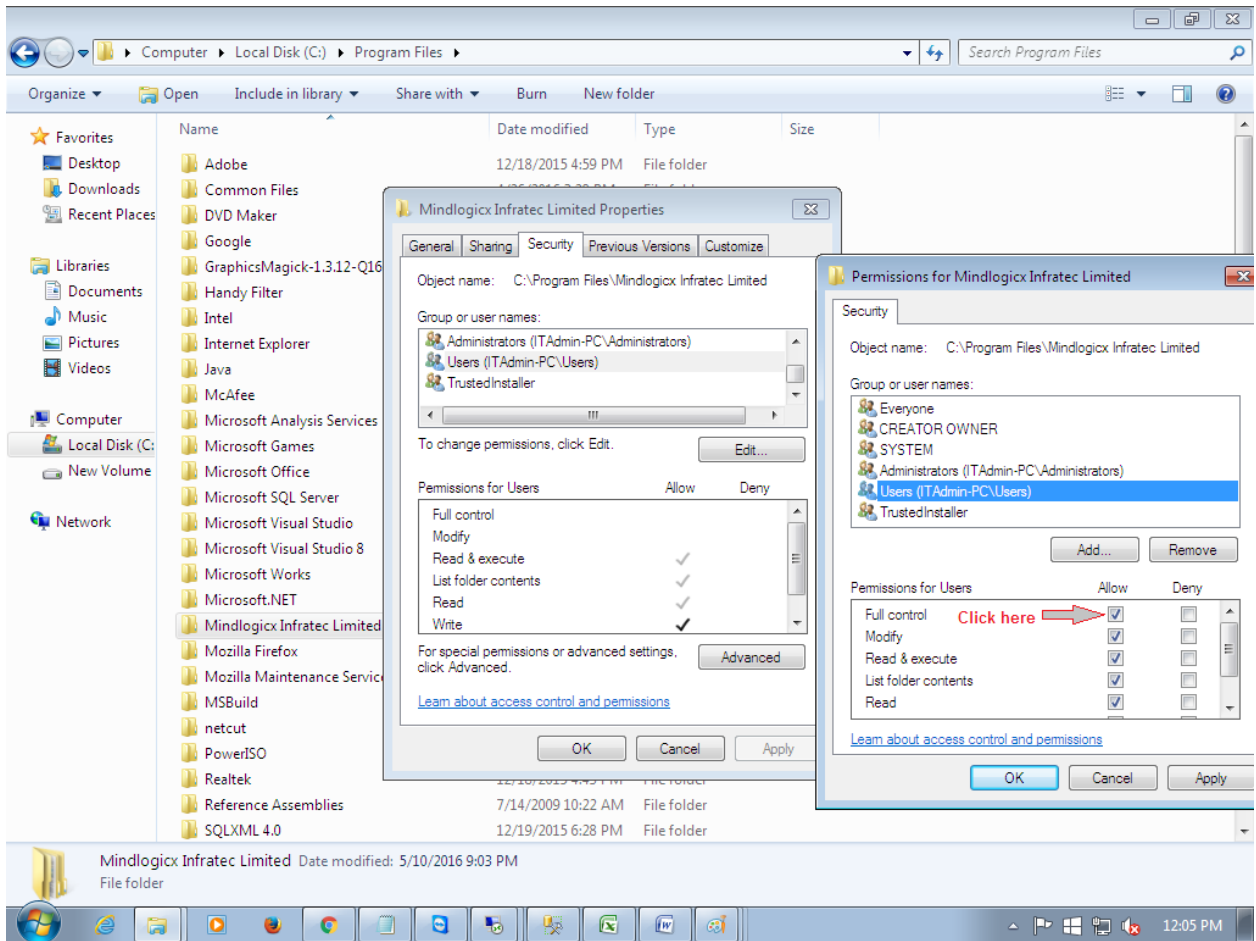 Computer Local Disk (C:) Program Files
Search Program Files
Organize Open Include in library Share with Burn New folder
Favorites
Desktop
Downloads
Recent Places
Libraries
Documents
Music
Pictures
Videos
Computer
Local Disk (C:
New Volume
Network
Name Date modified Type Size
Adobe 12/18/2015 4:59 PM File folder
Common Files
DVD Maker
Google
GraphicsMagick-1.3.12-Q16
Handy Filter
Intel
Internet Explorer
Java
McAfee
Microsoft Analysis Services
Microsoft Games
Microsoft Office
Microsoft SQL Server
Microsoft Visual Studio
Microsoft Visual Studio 8
Microsoft Works
Microsoft.NET
Mindlogicx Infratec Limited
Mozilla Firefox
Mozilla Maintenance Service
MSBuild
netcut
PowerISO
Realtek
Reference Assemblies 7/14/2009 10:22 AM File folder
SQLXML 4.0 12/19/2015 6:28 PM File folder
Mindlogicx Infratec Limited Properties
General Sharing Security Previous Versions Customize
Object name: C:\Program Files\Mindlogicx Infratec Limited
Group or user names:
Administrators (ITAdmin-PC\Administrators)
Users (ITAdmin-PC\Users)
TrustedInstaller
To change permissions, click Edit. Edit...
Permissions for Users Allow Deny
Full control
Modify
Read & execute
List folder contents
Read
Write
For special permissions or advanced settings,
click Advanced. Advanced
Learn about access control and permissions
OK Cancel Apply
Permissions for Mindlogicx Infratec Limited
Security
Object name: C:\Program Files\Mindlogicx Infratec Limited
Group or user names:
Everyone
CREATOR OWNER
SYSTEM
Administrators (ITAdmin-PC\Administrators)
Users (ITAdmin-PC\Users)
TrustedInstaller
Add... Remove
Permissions for Users Allow Deny
Full control Click here
Modify
Read & execute
List folder contents
Read
Learn about access control and permissions
OK Cancel Apply
Mindlogicx Infratec Limited Date modified: 5/10/2016 9:03 PM
File folder
12:05 PM